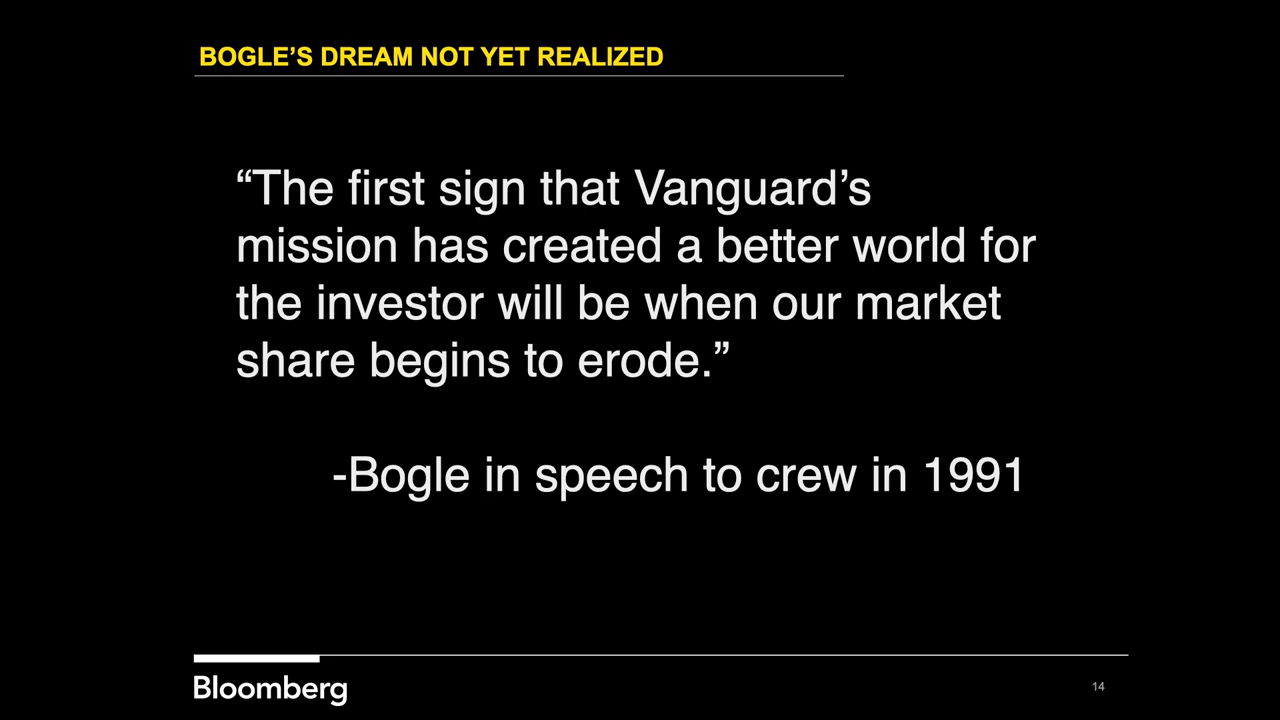 BOGLE’S DREAM NOT YET REALIZED
“The first sign that Vanguard’s
mission has created a better world for
the investor will be when our market
share begins to erode.”
-Bogle in speech to crew in 1991
Bloomberg
14